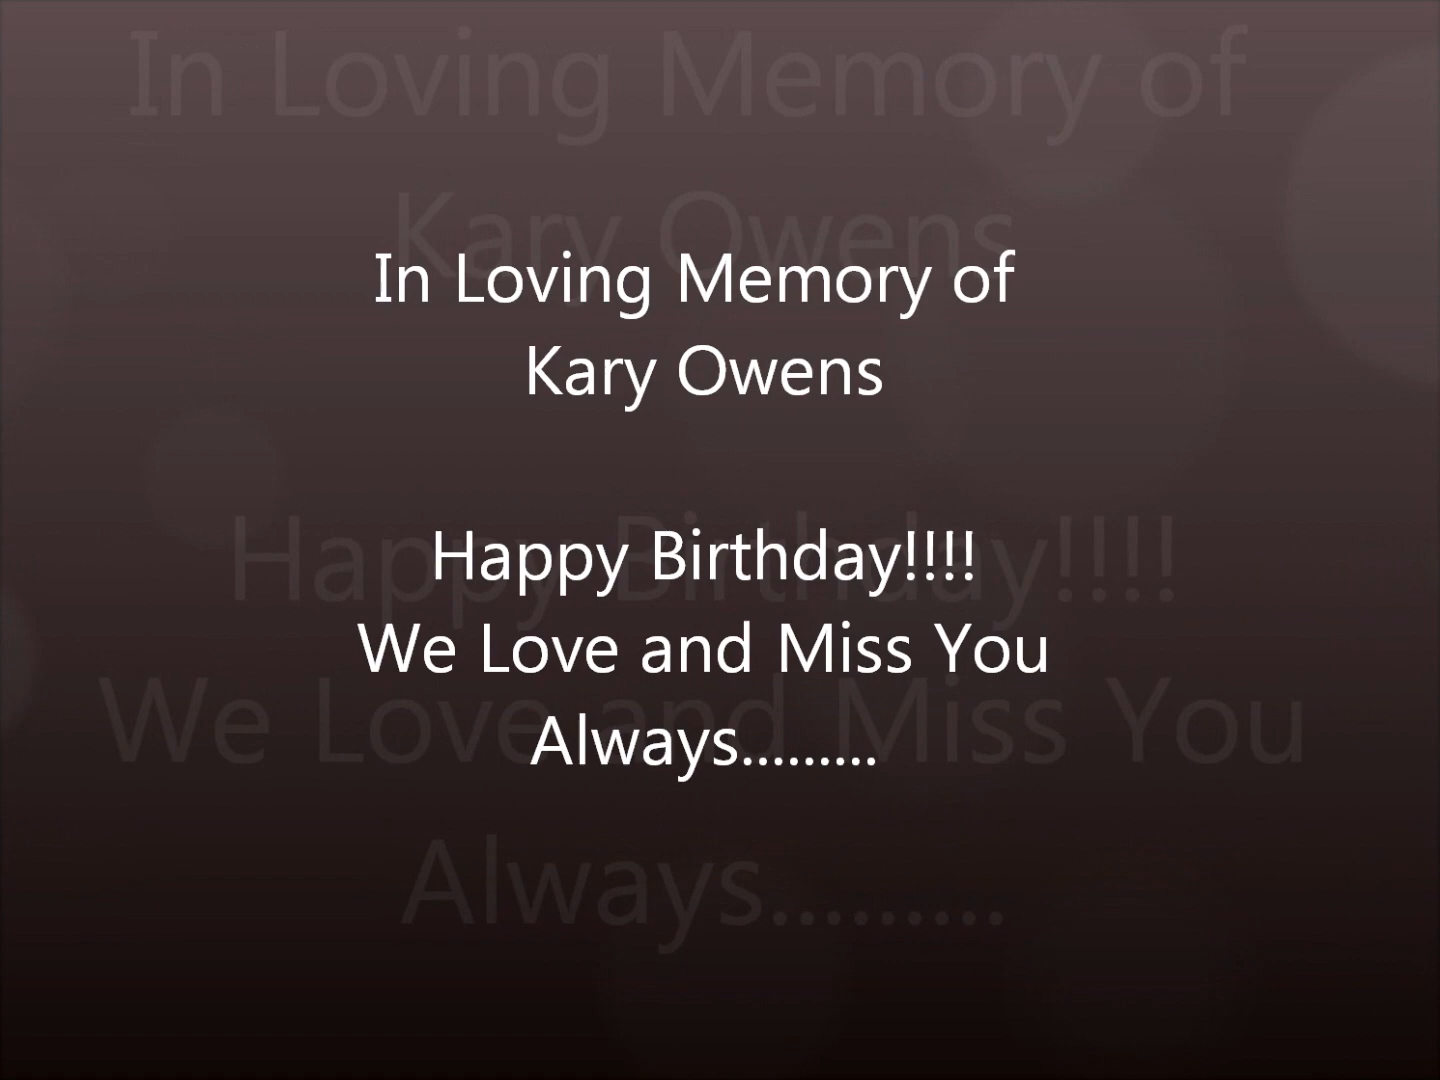 In Loving Memory of
Kary Owens
Happy Birthday!!!!
We Love and Miss You
Always.........